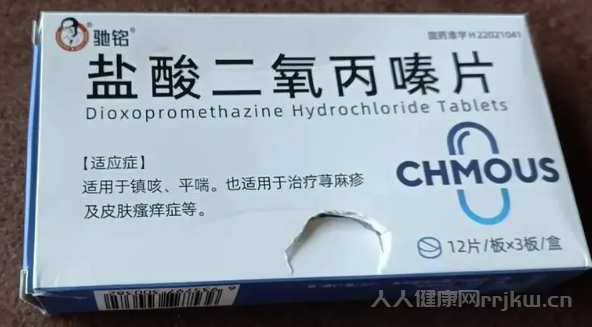 驰铭®
国药准字H22021041
盐酸二氧丙嗪片
Dioxopromethazine Hydrochloride Tablets
【适应症】
适用于镇咳、平喘。也适用于治疗荨麻疹
及皮肤瘙痒症等。
CHMOUS
12片/板×3板/盒
人人健康网rrjkw.cn